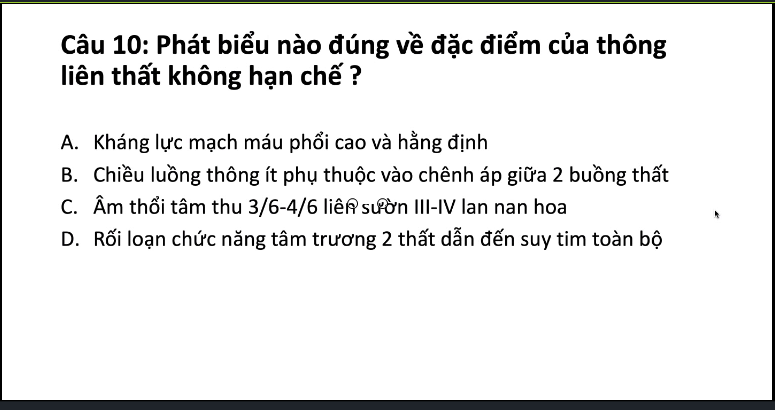 Câu 10: Phát biểu nào đúng về đặc điểm của thông
liên thất không hạn chế ?
A. Kháng lực mạch máu phổi cao và hằng định
B. Chiều luồng thông ít phụ thuộc vào chênh áp giữa 2 buồng thất
C. Âm thổi tâm thu 3/6-4/6 liên sườn III-IV lan nan hoa
D. Rối loạn chức năng tâm trương 2 thất dẫn đến suy tim toàn bộ